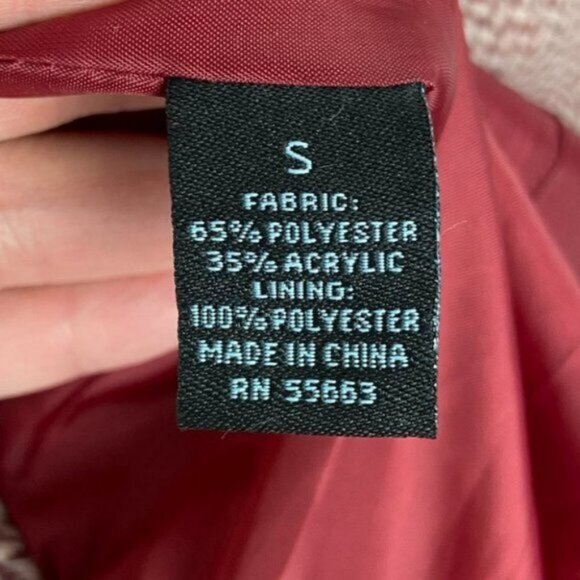 S
FABRIC:
65% POLYESTER
35% ACRYLIC
LINING:
100% POLYESTER
MADE IN CHINA
RN 55663